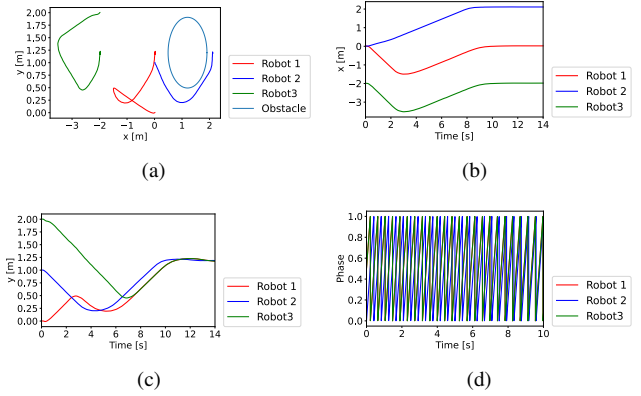 2.00
1.75
1.50
1.25
1.00
0.75
0.50
0.25
0.00
y [m]
−3 −2 −1 0 1 2
x [m]
Robot 1
Robot 2
Robot3
Obstacle
(a)
2
1
0
−1
−2
−3
x [m]
0 2 4 6 8 10 12 14
Time [s]
Robot 1
Robot 2
Robot3
(b)
2.00
1.75
1.50
1.25
1.00
0.75
0.50
0.25
0.00
y [m]
0 2 4 6 8 10 12 14
Time [s]
Robot 1
Robot 2
Robot3
(c)
1.0
0.8
0.6
0.4
0.2
0.0
Phase
0 2 4 6 8 10
Time [s]
Robot 1
Robot 2
Robot3
(d)